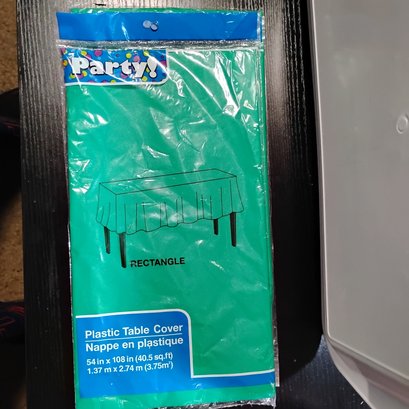 Party!
RECTANGLE
Plastic Table Cover
Nappe en plastique
54 in x 108 in (40.5 sq.ft)
1.37 m x 2.74 m (3.75m²)